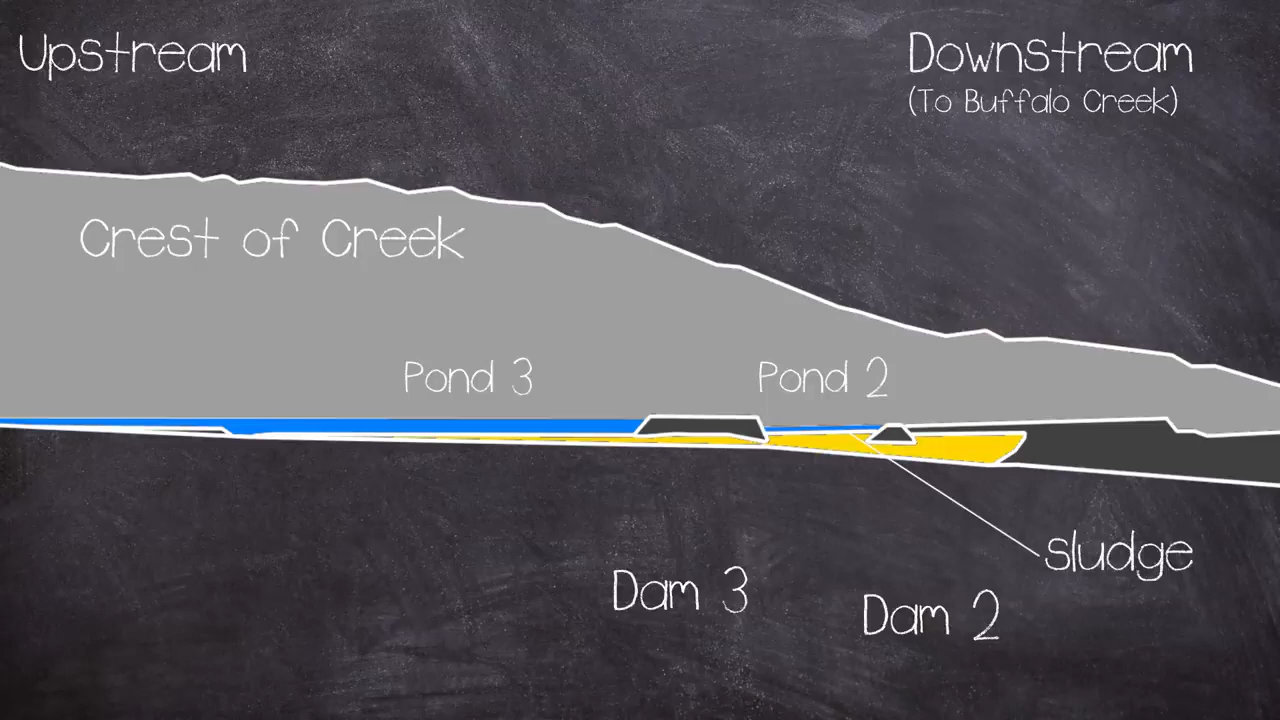 Upstream
Downstream
(To Buffalo Creek)
Crest of Creek
Pond 3
Pond 2
sludge
Dam 3
Dam 2